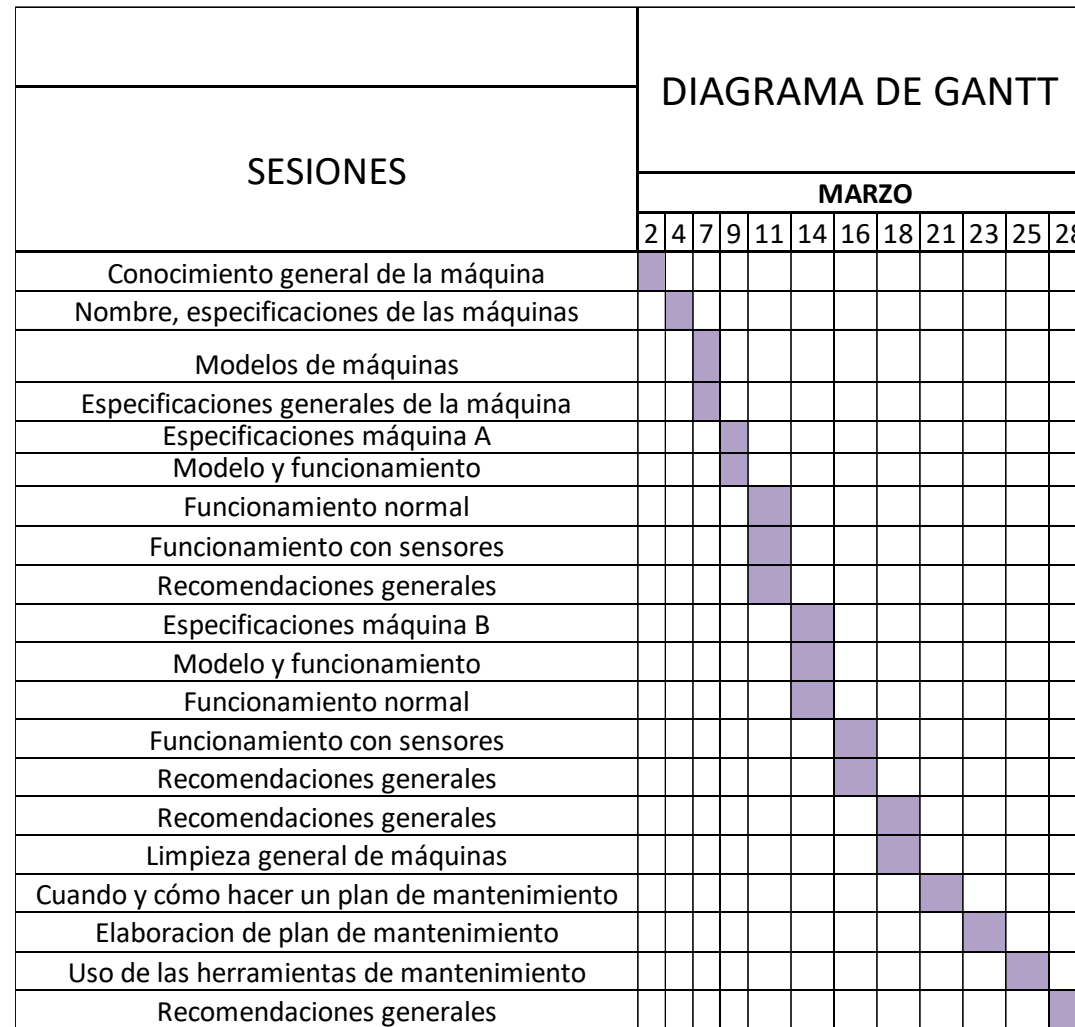 DIAGRAMA DE GANTT
SESIONES
MARZO
2 4 7 9 11 14 16 18 21 23 25 28
Conocimiento general de la máquina
Nombre, especificaciones de las máquinas
Modelos de máquinas
Especificaciones generales de la máquina
Especificaciones máquina A
Modelo y funcionamiento
Funcionamiento normal
Funcionamiento con sensores
Recomendaciones generales
Especificaciones máquina B
Modelo y funcionamiento
Funcionamiento normal
Funcionamiento con sensores
Recomendaciones generales
Recomendaciones generales
Limpieza general de máquinas
Cuando y cómo hacer un plan de mantenimiento
Elaboracion de plan de mantenimiento
Uso de las herramientas de mantenimiento
Recomendaciones generales